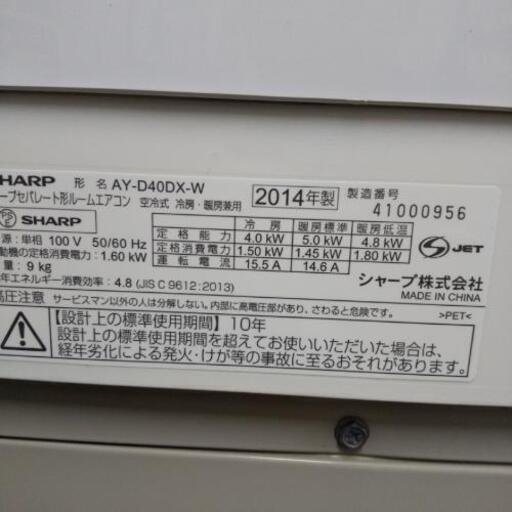 HARP 形 名 AY-D40DX-W
ープセパレート形ルームエアコン 空冷式 冷房・暖房兼用
2014年製
製造番号
41000956
PS E SHARP
源：単相 100 V 50/60 Hz
動機の定格消費電力：1.60 kW
量：9 kg
冷 房 暖房標準 暖房低温
定 格 能 力 4.0 kW 5.0 kW 4.8 kW
定格消費電力 1.50 kW 1.45 kW 1.80 kW
運 転 電 流 15.5 A 14.6 A
JET
シャープ株式会社
MADE IN CHINA
年エネルギー消費効率：4.8 (JIS C 9612:2013)
高圧注意 サービスマン以外の人は分解しない。内部に高電圧部があり、さわると危険です。
>PET<
【設計上の標準使用期間】10年
設計上の標準使用期間を超えてお使いいただいた場合は、
経年劣化による発火・けが等の事故に至るおそれがあります。